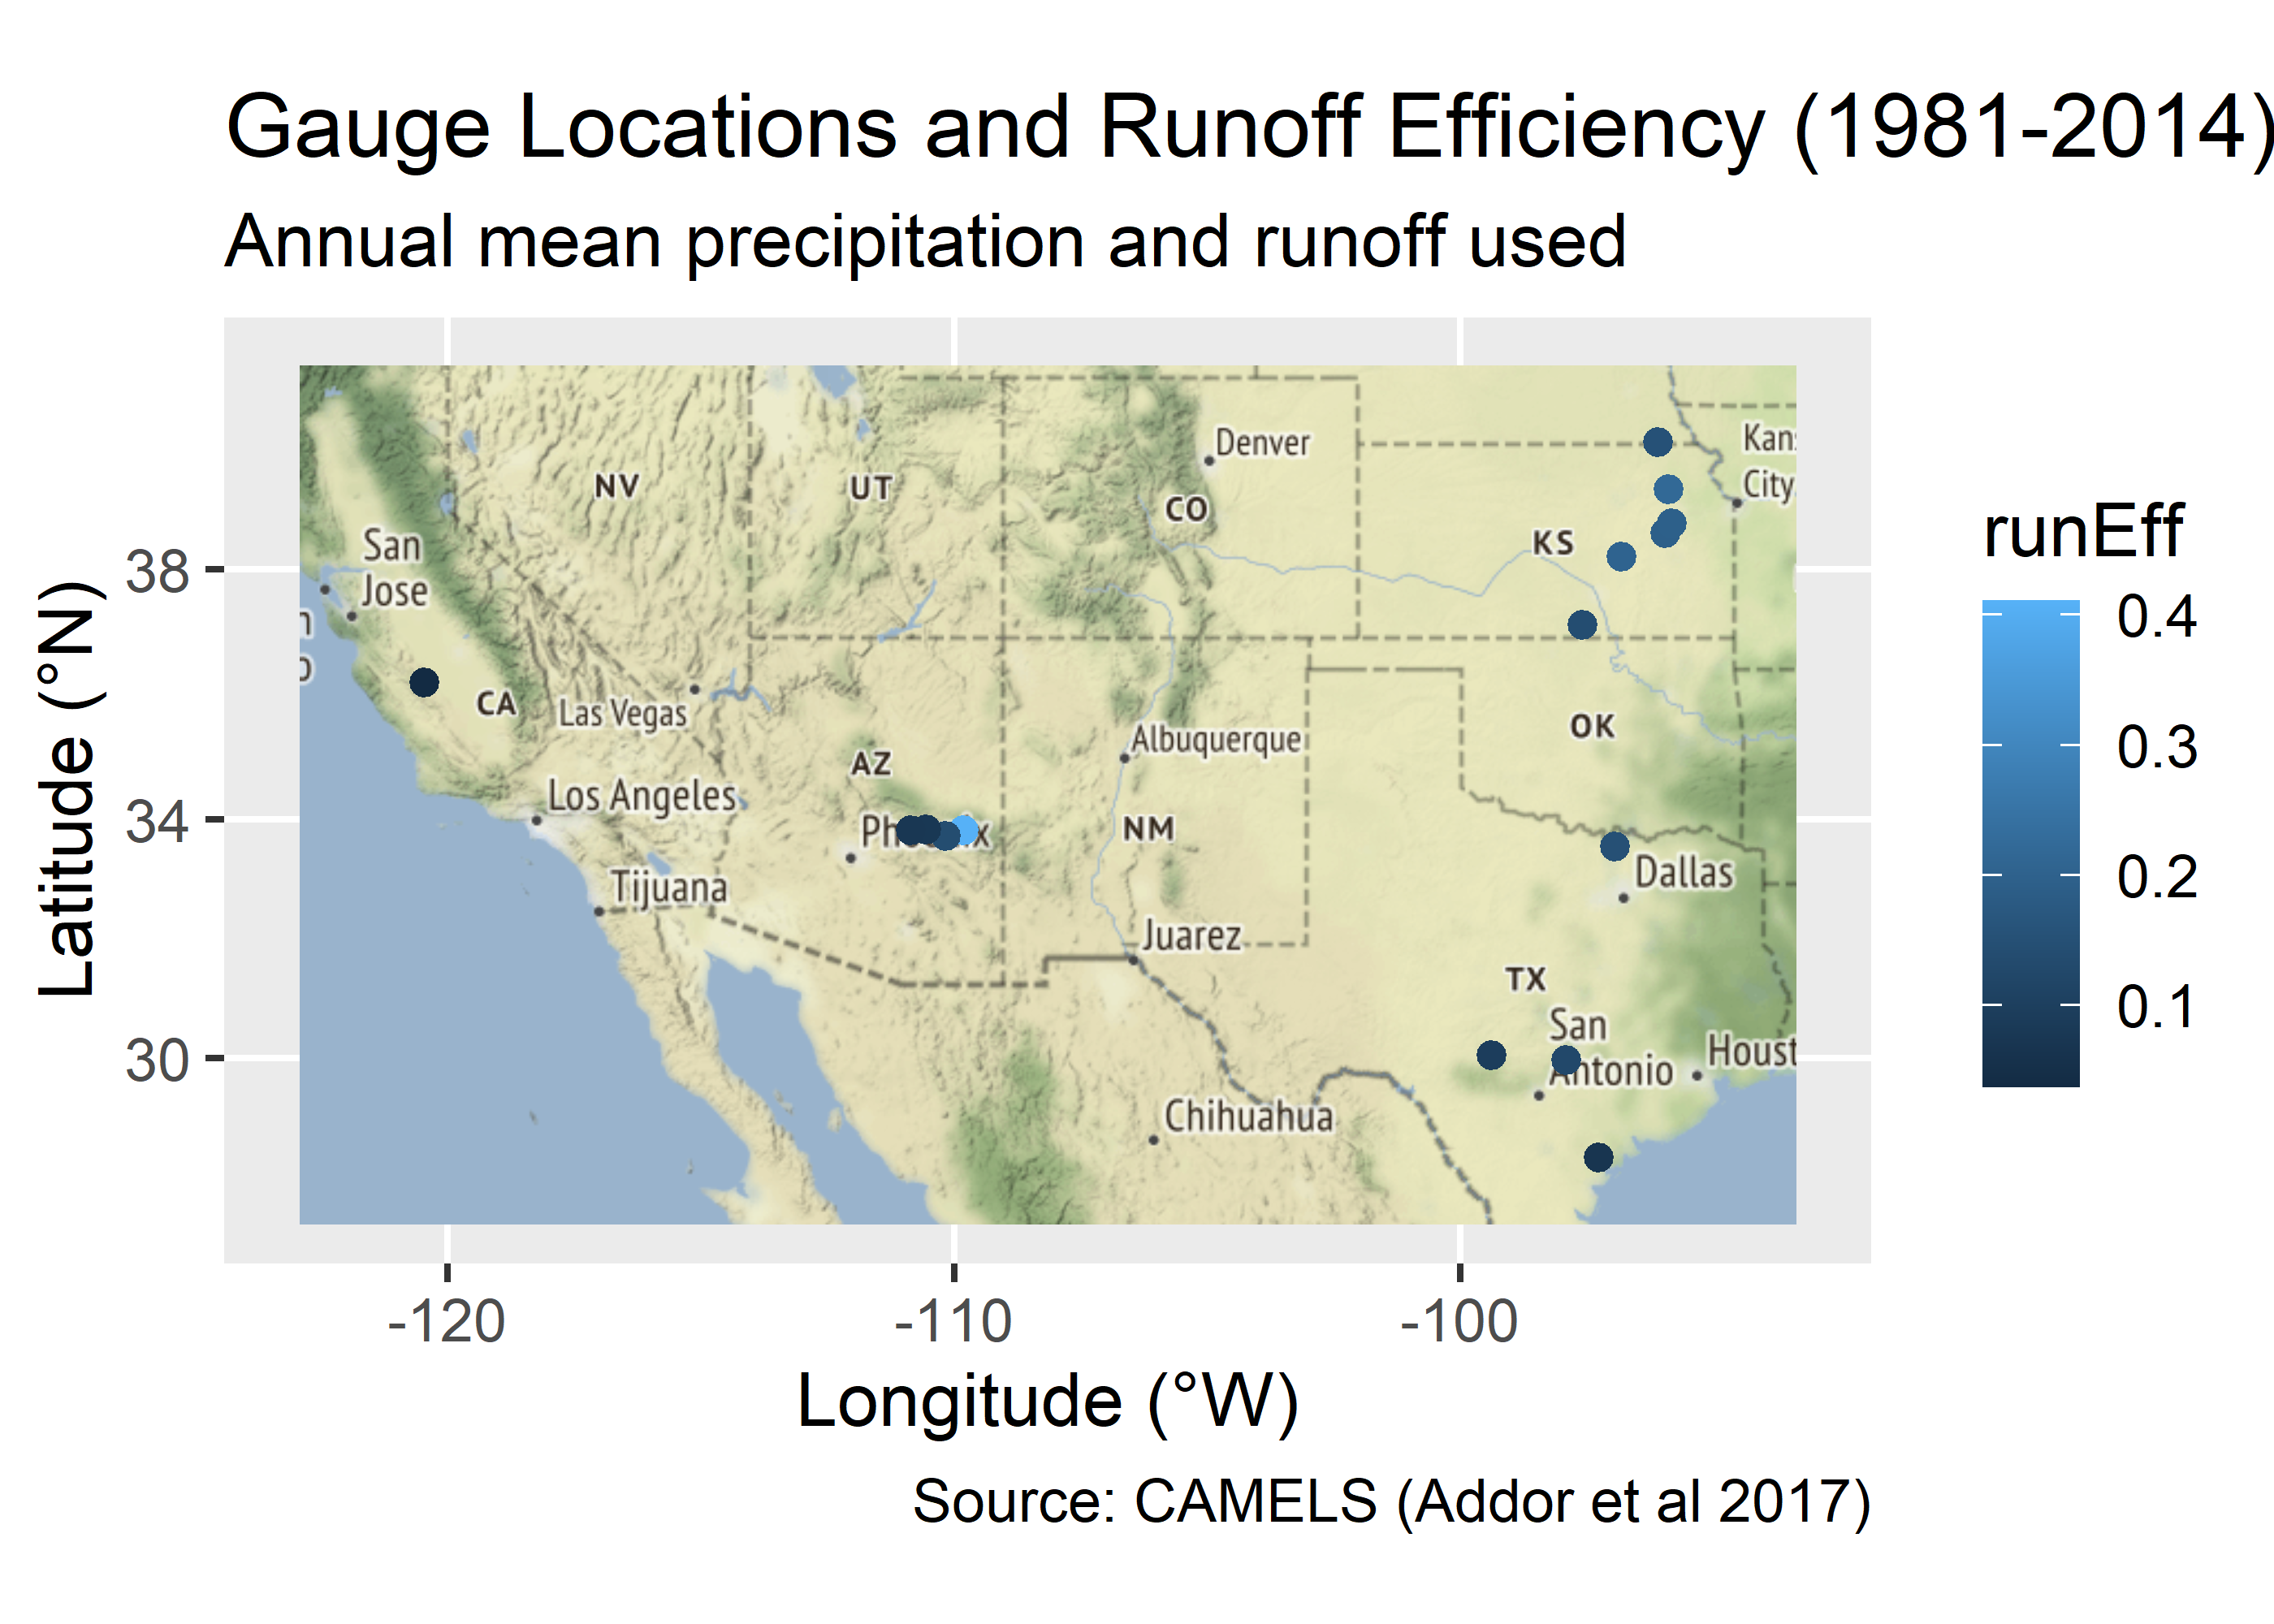 Gauge Locations and Runoff Efficiency (1981-2014)
Annual mean precipitation and runoff used
Latitude (°N)
38
34
30
Denver
Kans
City
NV
UT
CO
KS
San
Jose
CA
Las Vegas
OK
Albuquerque
AZ
Los Angeles
NM
Tijuana
Dallas
Juarez
TX
San
Antonio
Houst
Chihuahua
-120
-110
-100
Longitude (°W)
runEff
0.4
0.3
0.2
0.1
Source: CAMELS (Addor et al 2017)